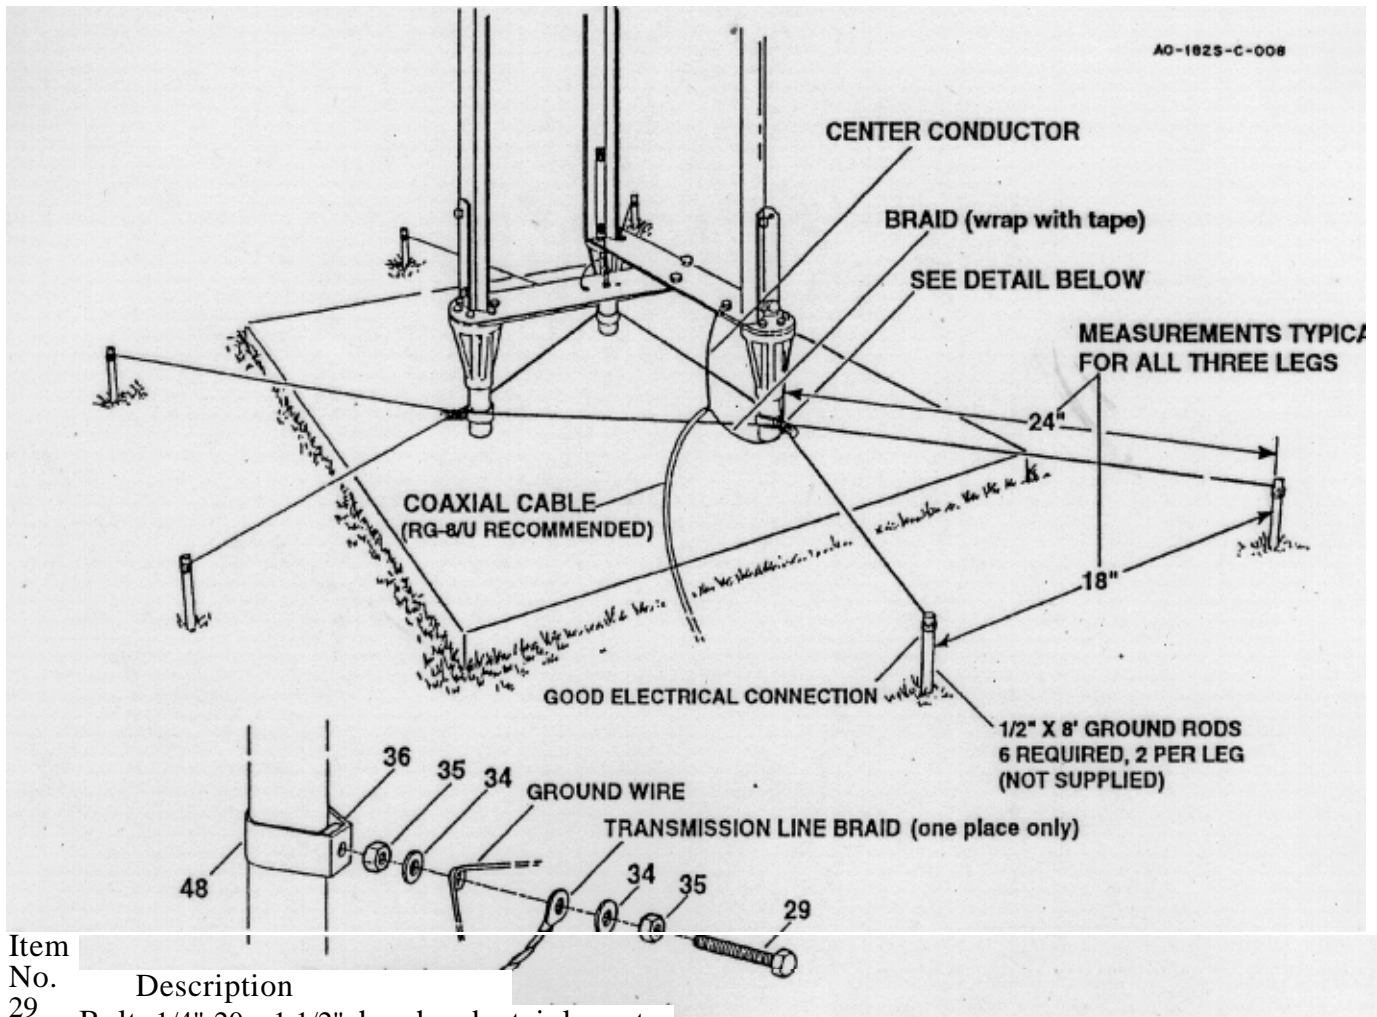 AO-182S-C-008
CENTER CONDUCTOR
BRAID (wrap with tape)
SEE DETAIL BELOW
MEASUREMENTS TYPICA
FOR ALL THREE LEGS
24"
COAXIAL CABLE
(RG-8/U RECOMMENDED)
18"
GOOD ELECTRICAL CONNECTION
1/2" X 8' GROUND RODS
6 REQUIRED, 2 PER LEG
(NOT SUPPLIED)
36
35
34
GROUND WIRE
TRANSMISSION LINE BRAID (one place only)
48
34
35
29
Item
No.
Description
29